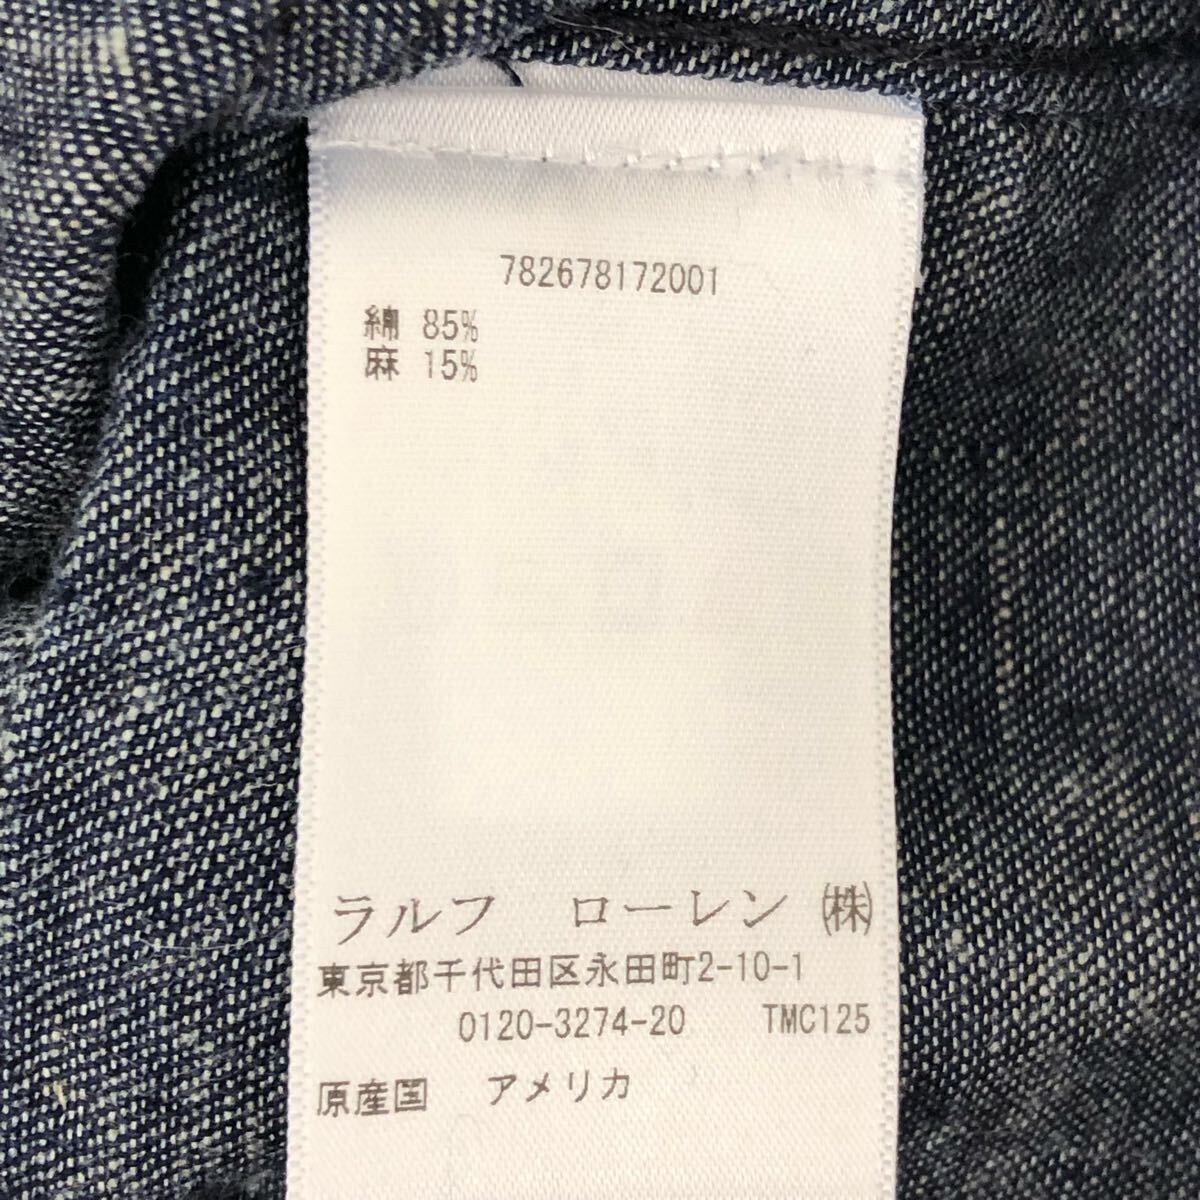 782678172001
綿 85%
麻 15%
ラルフ ローレン ㈱
東京都千代田区永田町2-10-1
0120-3274-20 TMC125
原産国 アメリカ